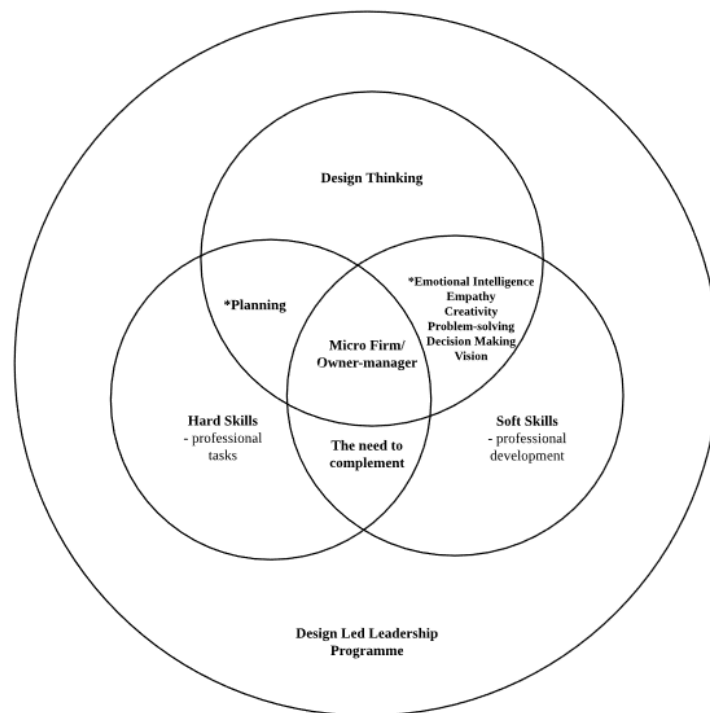 Design Thinking
*Planning
*Emotional Intelligence
Empathy
Creativity
Problem-solving
Decision Making
Vision
Micro Firm/
Owner-manager
Hard Skills
- professional
tasks
The need to
complement
Soft Skills
- professional
development
Design Led Leadership
Programme